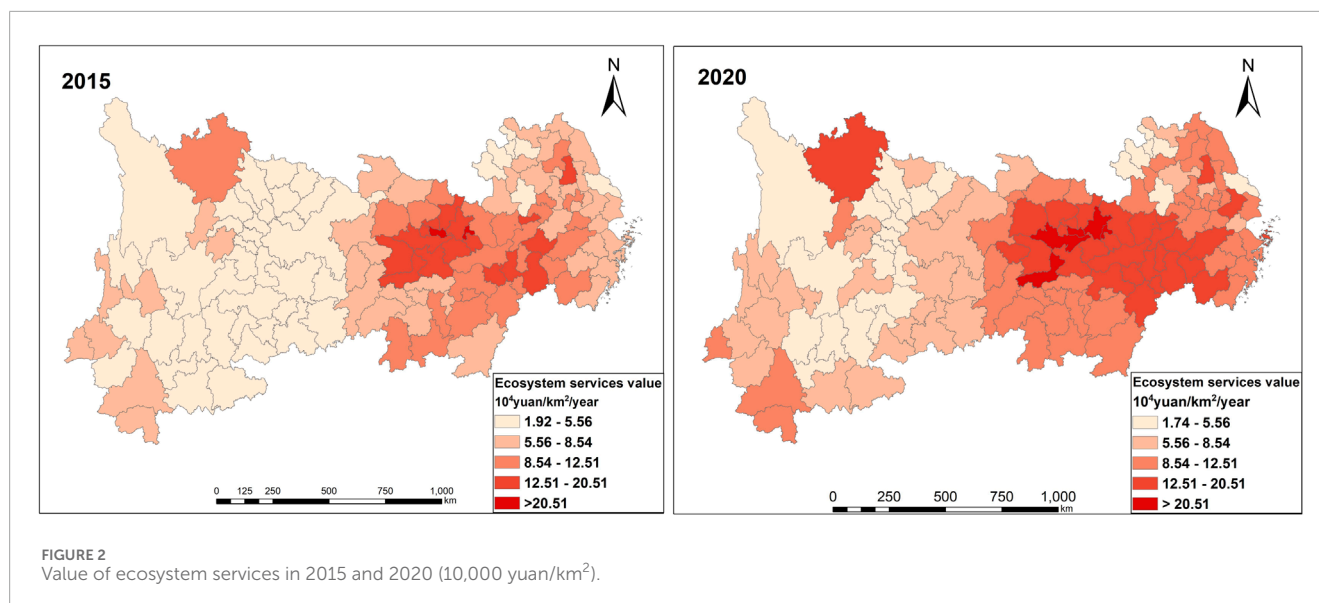 2015
N
Ecosystem services value
10⁴yuan/km²/year
1.92 - 5.56
5.56 - 8.54
8.54 - 12.51
12.51 - 20.51
>20.51
0 125 250 500 750 1,000
km
2020
N
Ecosystem services value
10⁴yuan/km²/year
1.74 - 5.56
5.56 - 8.54
8.54 - 12.51
12.51 - 20.51
> 20.51
0 250 500 750 1,000
km
FIGURE 2
Value of ecosystem services in 2015 and 2020 (10,000 yuan/km²).